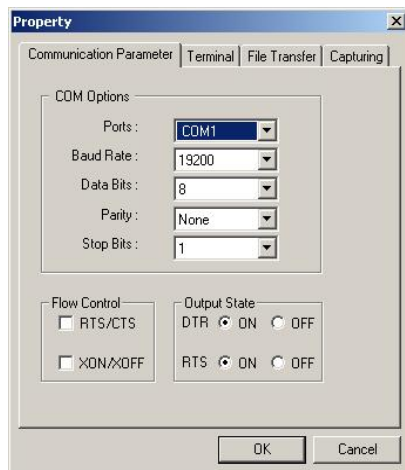 Property
Communication Parameter Terminal File Transfer Capturing
COM Options
Ports : COM1
Baud Rate : 19200
Data Bits : 8
Parity : None
Stop Bits : 1
Flow Control Output State
RTS/CTS DTR ON OFF
XON/XOFF RTS ON OFF
OK Cancel